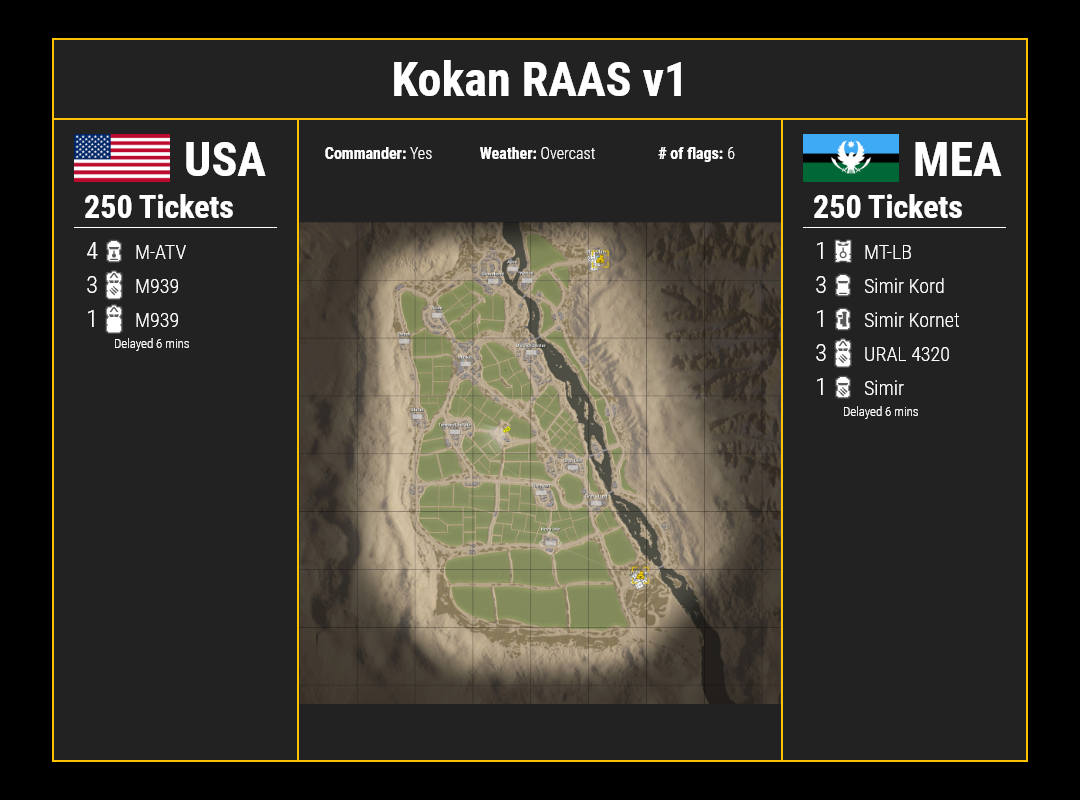 Kokan RAAS v1
USA
250 Tickets
4 M-ATV
3 M939
1 M939
Delayed 6 mins
Commander: Yes
Weather: Overcast
# of flags: 6
MEA
250 Tickets
1 MT-LB
3 Simir Kord
1 Simir Kornet
3 URAL 4320
1 Simir
Delayed 6 mins